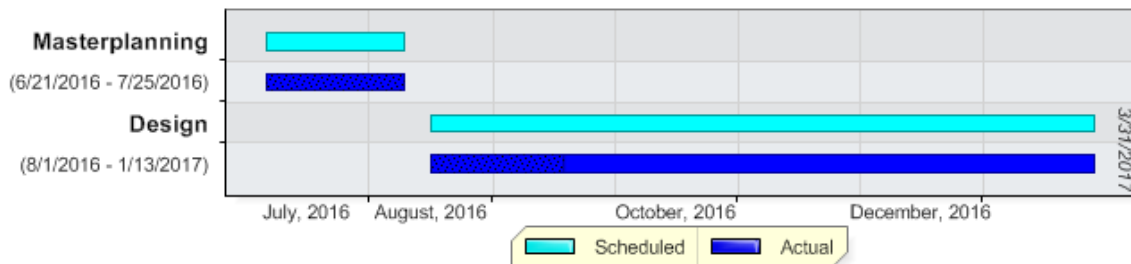 Masterplanning
(6/21/2016 - 7/25/2016)
Design
(8/1/2016 - 1/13/2017)
3/31/2017
July, 2016 August, 2016 October, 2016 December, 2016
Scheduled Actual